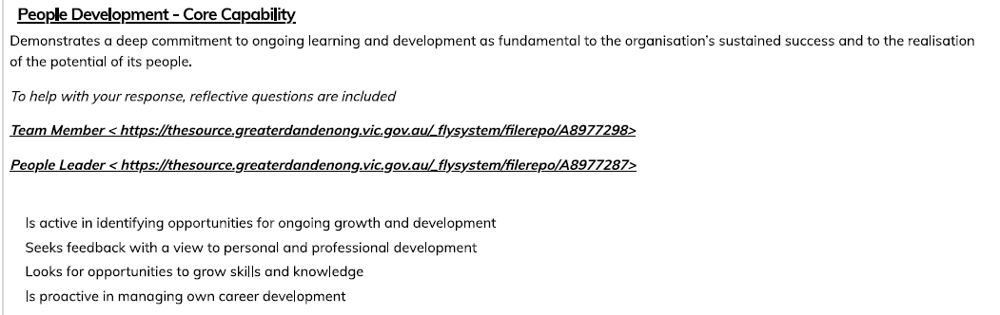 People Development - Core Capability
Demonstrates a deep commitment to ongoing learning and development as fundamental to the organisation's sustained success and to the realisation
of the potential of its people.
To help with your response, reflective questions are included
Team Member < https://thesource.greaterdandenong.vic.gov.au/_flysystem/filerepo/A8977298>
People Leader < https://thesource.greaterdandenong.vic.gov.au/_flysystem/filerepo/A8977287>
Is active in identifying opportunities for ongoing growth and development
Seeks feedback with a view to personal and professional development
Looks for opportunities to grow skills and knowledge
Is proactive in managing own career development